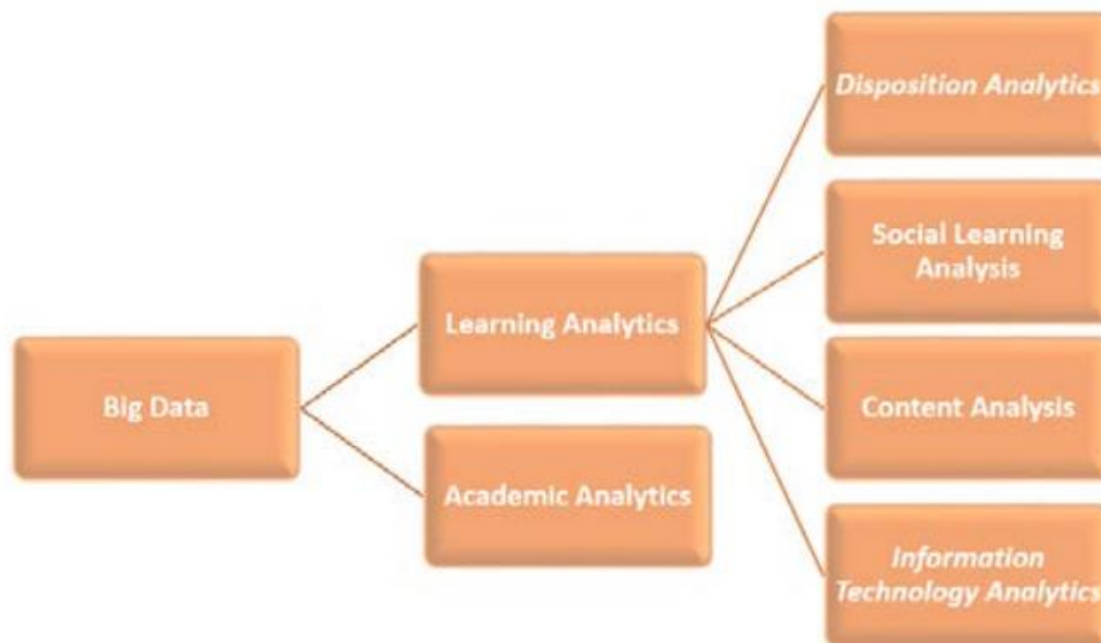 Disposition Analytics
Social Learning
Analysis
Learning Analytics
Big Data
Content Analysis
Academic Analytics
Information
Technology Analytics